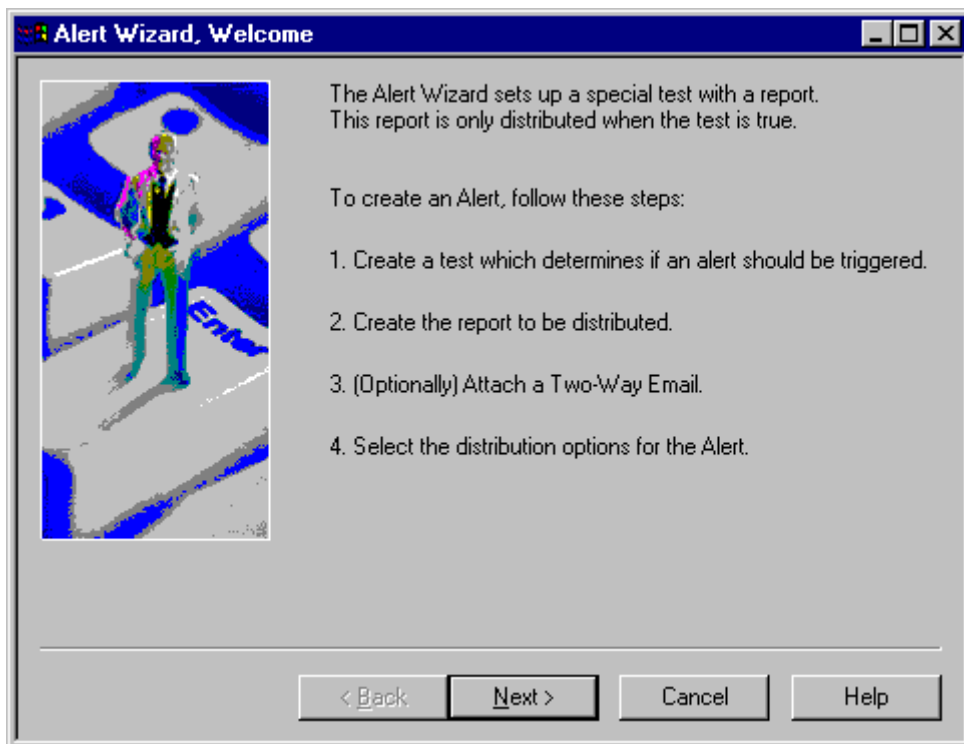 Alert Wizard, Welcome
The Alert Wizard sets up a special test with a report.
This report is only distributed when the test is true.
To create an Alert, follow these steps:
1. Create a test which determines if an alert should be triggered.
2. Create the report to be distributed.
3. (Optionally) Attach a Two-Way Email.
4. Select the distribution options for the Alert.
Enter
< Back Next > Cancel Help